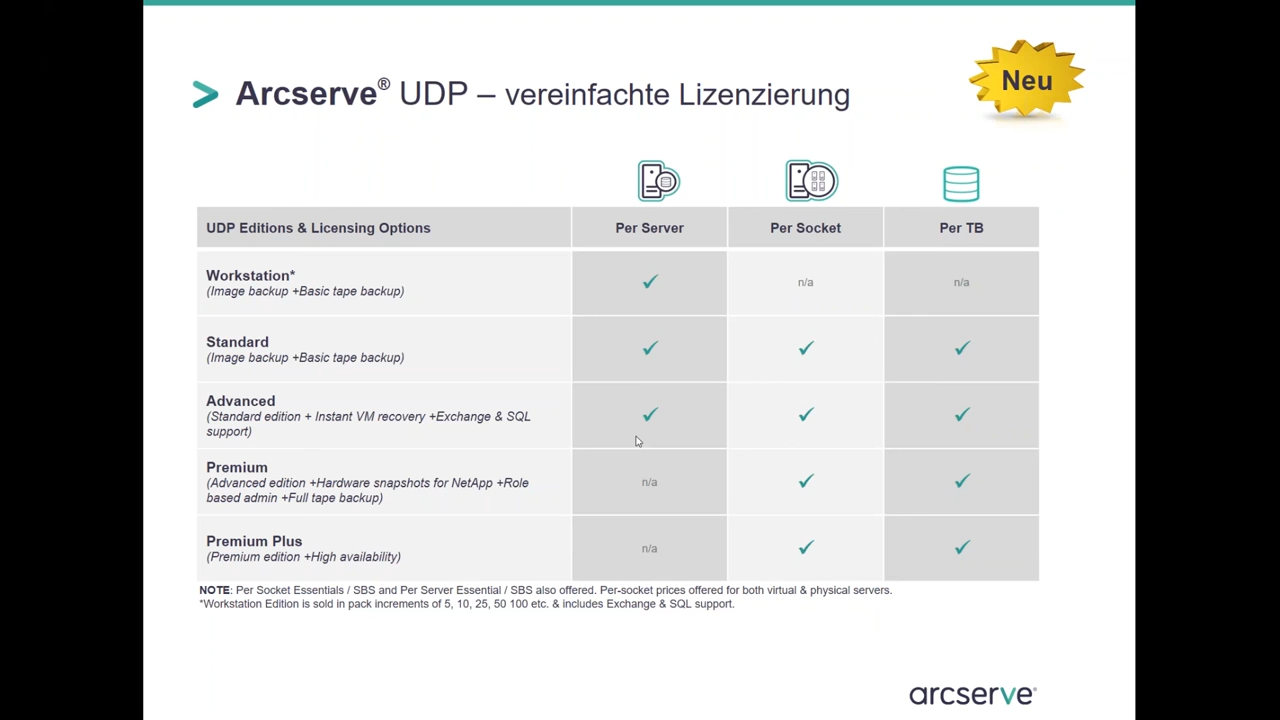 Neu
Arcserve® UDP – vereinfachte Lizenzierung
UDP Editions & Licensing Options Per Server Per Socket Per TB
Workstation*
(Image backup +Basic tape backup)
n/a n/a
Standard
(Image backup +Basic tape backup)
Advanced
(Standard edition + Instant VM recovery +Exchange & SQL
support)
Premium
(Advanced edition +Hardware snapshots for NetApp +Role
based admin +Full tape backup)
n/a
Premium Plus
(Premium edition +High availability)
n/a
NOTE: Per Socket Essentials / SBS and Per Server Essential / SBS also offered. Per-socket prices offered for both virtual & physical servers.
*Workstation Edition is sold in pack increments of 5, 10, 25, 50 100 etc. & includes Exchange & SQL support.
arcserve®